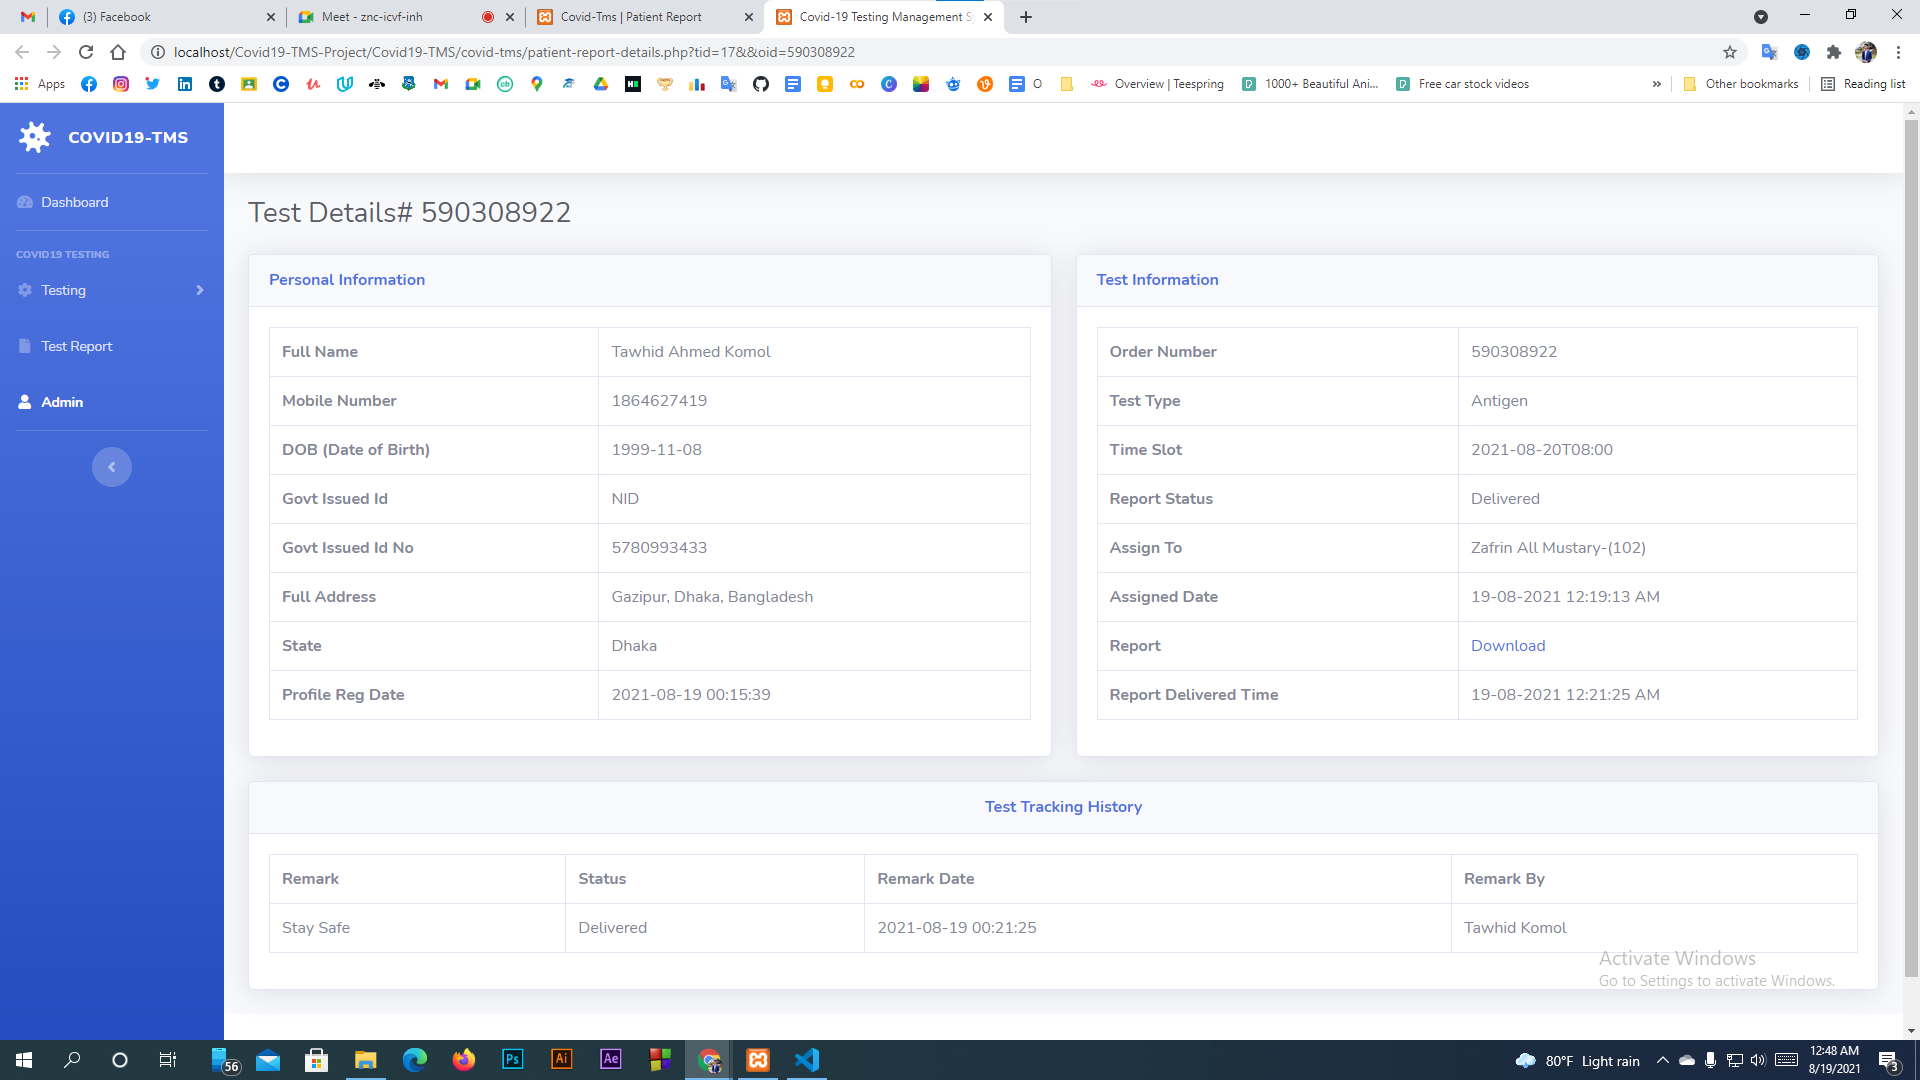 (3) Facebook
Meet - znc-icvf-inh
Covid-Tms | Patient Report
Covid-19 Testing Management S
localhost/Covid19-TMS-Project/Covid19-TMS/covid-tms/patient-report-details.php?tid=17&&oid=590308922
Apps
O
Overview | Teespring
1000+ Beautiful Ani...
Free car stock videos
»
Other bookmarks
Reading list
COVID19-TMS
Dashboard
COVID19 TESTING
Testing
Test Report
Admin
Test Details# 590308922
Personal Information
Full Name Tawhid Ahmed Komol
Mobile Number 1864627419
DOB (Date of Birth) 1999-11-08
Govt Issued Id NID
Govt Issued Id No 5780993433
Full Address Gazipur, Dhaka, Bangladesh
State Dhaka
Profile Reg Date 2021-08-19 00:15:39
Test Information
Order Number 590308922
Test Type Antigen
Time Slot 2021-08-20T08:00
Report Status Delivered
Assign To Zafrin All Mustary-(102)
Assigned Date 19-08-2021 12:19:13 AM
Report Download
Report Delivered Time 19-08-2021 12:21:25 AM
Test Tracking History
Remark Status Remark Date Remark By
Stay Safe Delivered 2021-08-19 00:21:25 Tawhid Komol
Activate Windows
Go to Settings to activate Windows.
56
Ps
Ai
Ae
80°F Light rain
12:48 AM
8/19/2021
3